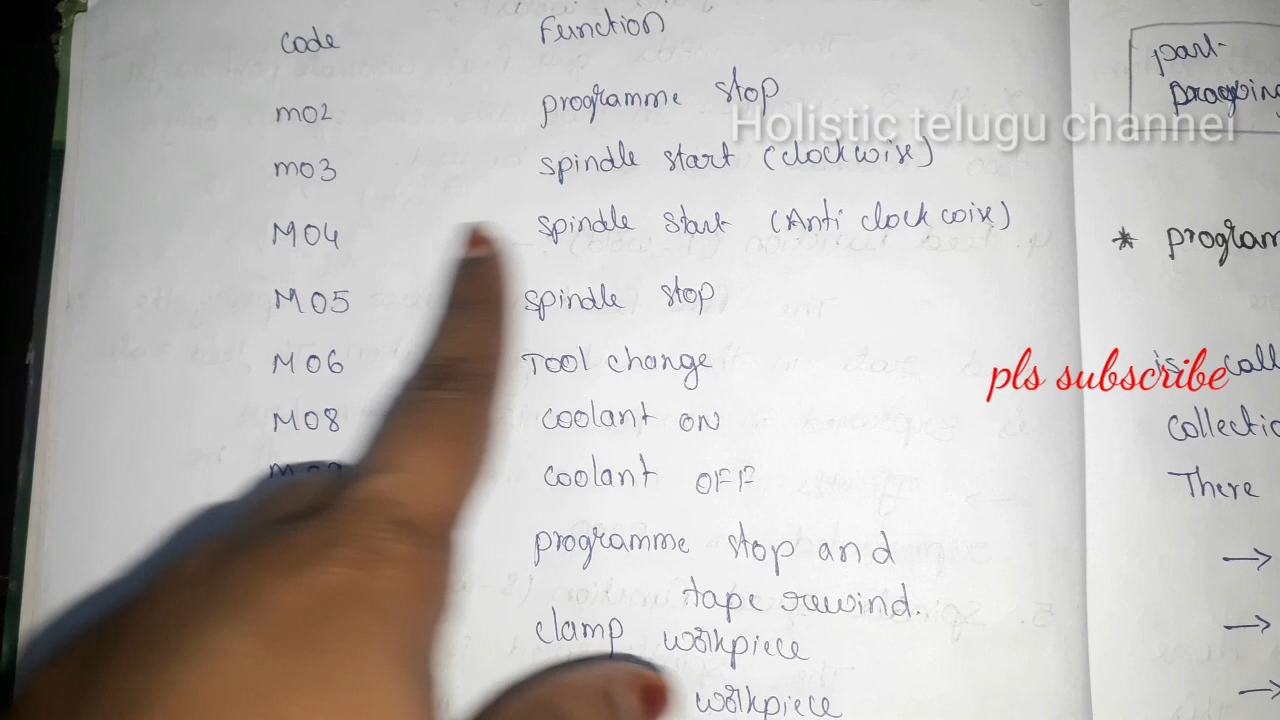 Code Function
m02 programme stop
m03 spindle start (clockwise)
M04 spindle start (Anti clockwise)
M05 spindle stop
M06 Tool change
M08 coolant ON
coolant OFF
programme stop and
tape rewind.
clamp workpiece
workpiece
part-
* program
is call
collectio
There
→
→
→
Holistic telugu channel
pls subscribe